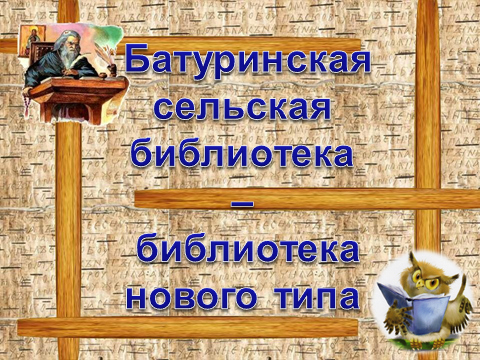 Батуринская
сельская
библиотека
–
библиотека
нового типа